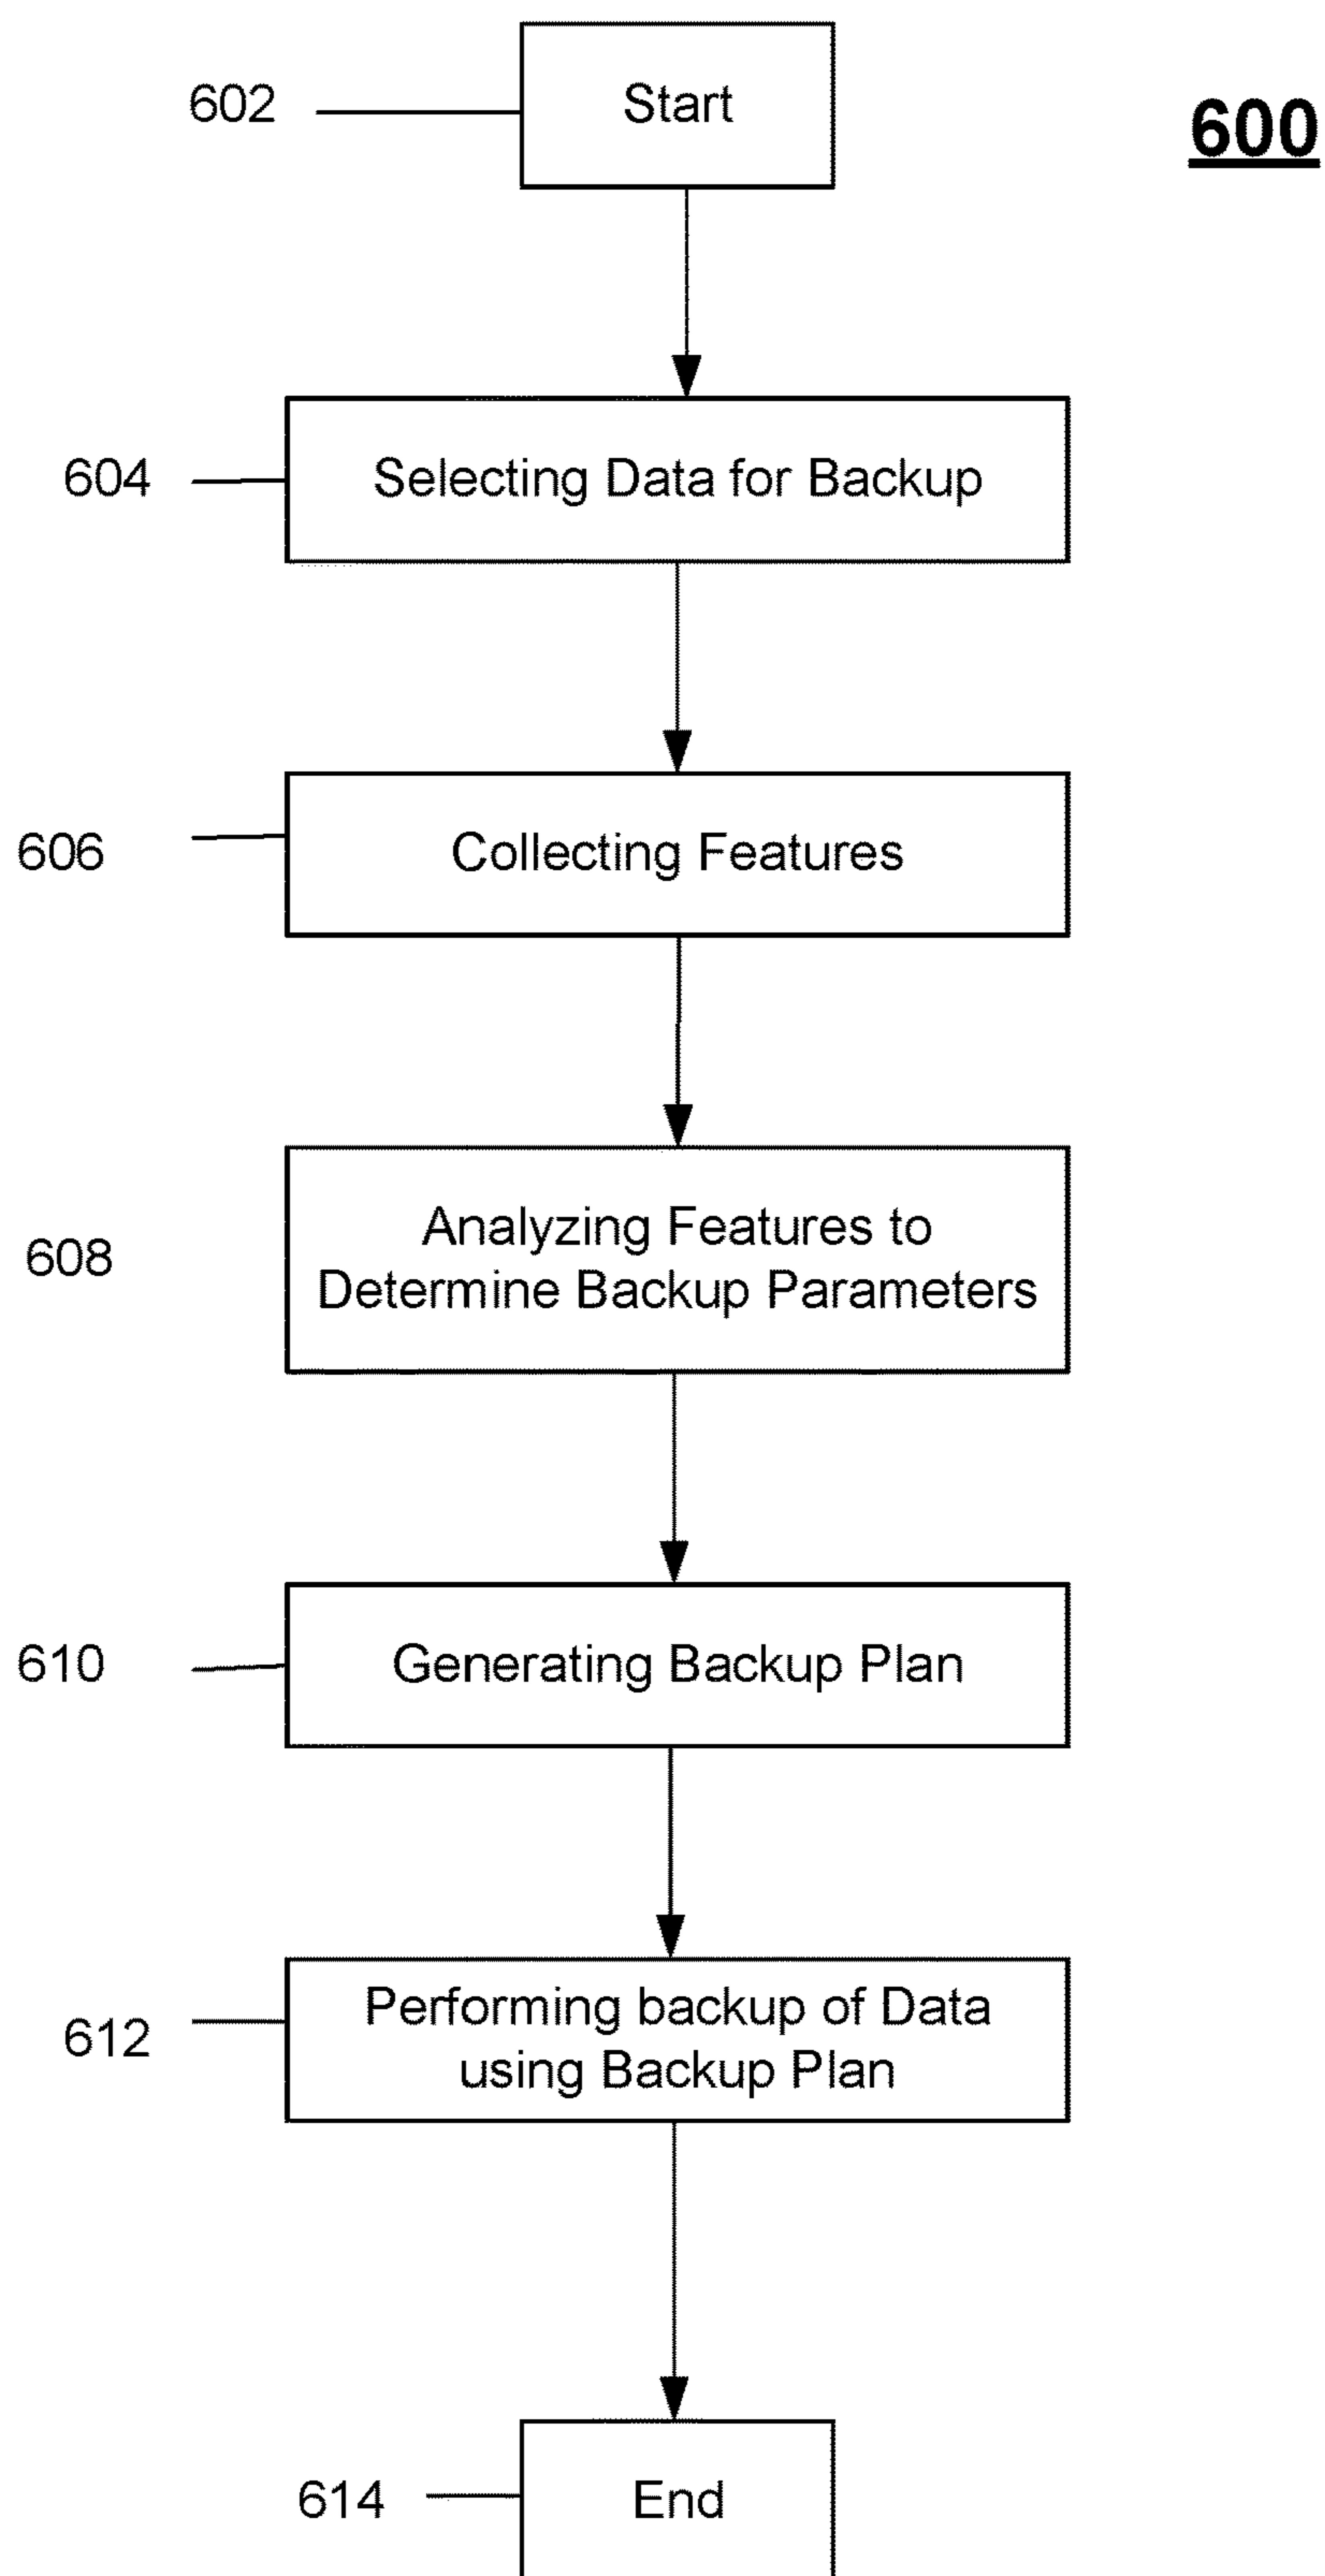 602
Start
600
604
Selecting Data for Backup
606
Collecting Features
608
Analyzing Features to
Determine Backup Parameters
610
Generating Backup Plan
612
Performing backup of Data
using Backup Plan
614
End